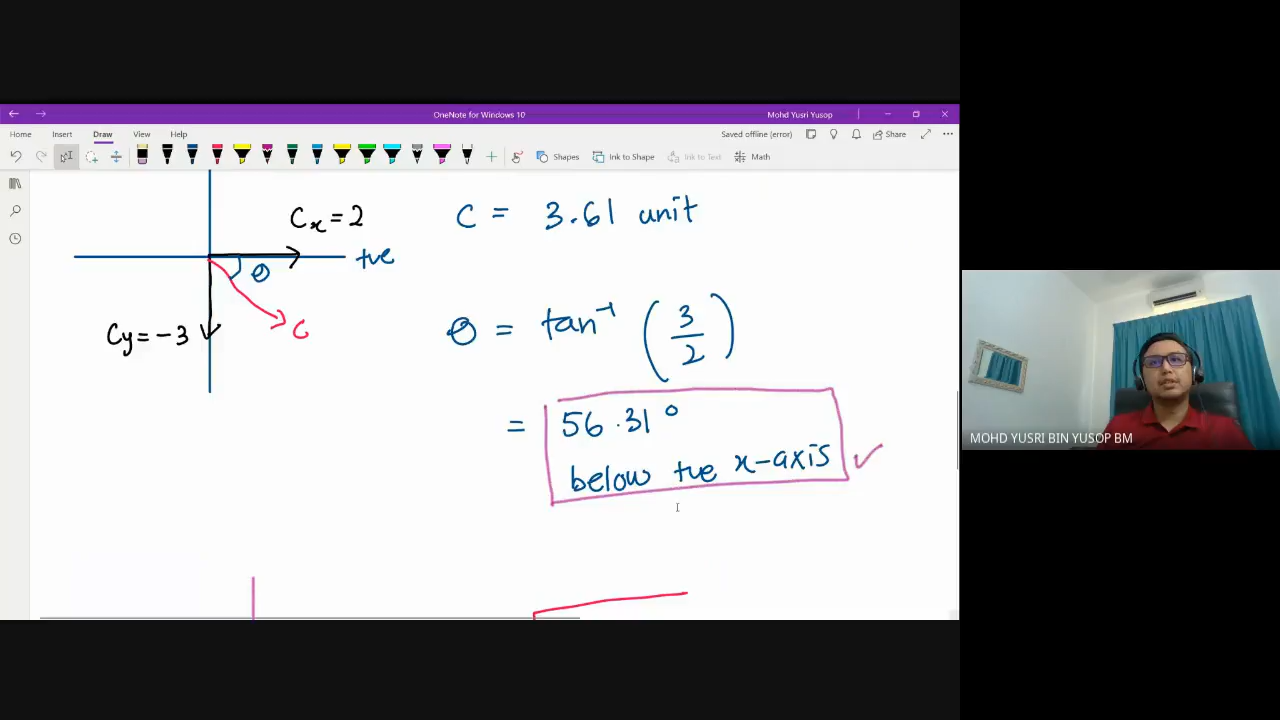 OneNote for Windows 10
Mohd Yusri Yusop
Home Insert Draw View Help
Saved offline (error)
Share
Shapes
Ink to Shape
Ink to Text
Math
Cx = 2
+ve
θ
C
Cy = -3
C = 3.61 unit
θ = tan⁻¹ (3/2)
= 56.31°
below +ve x-axis
MOHD YUSRI BIN YUSOP BM